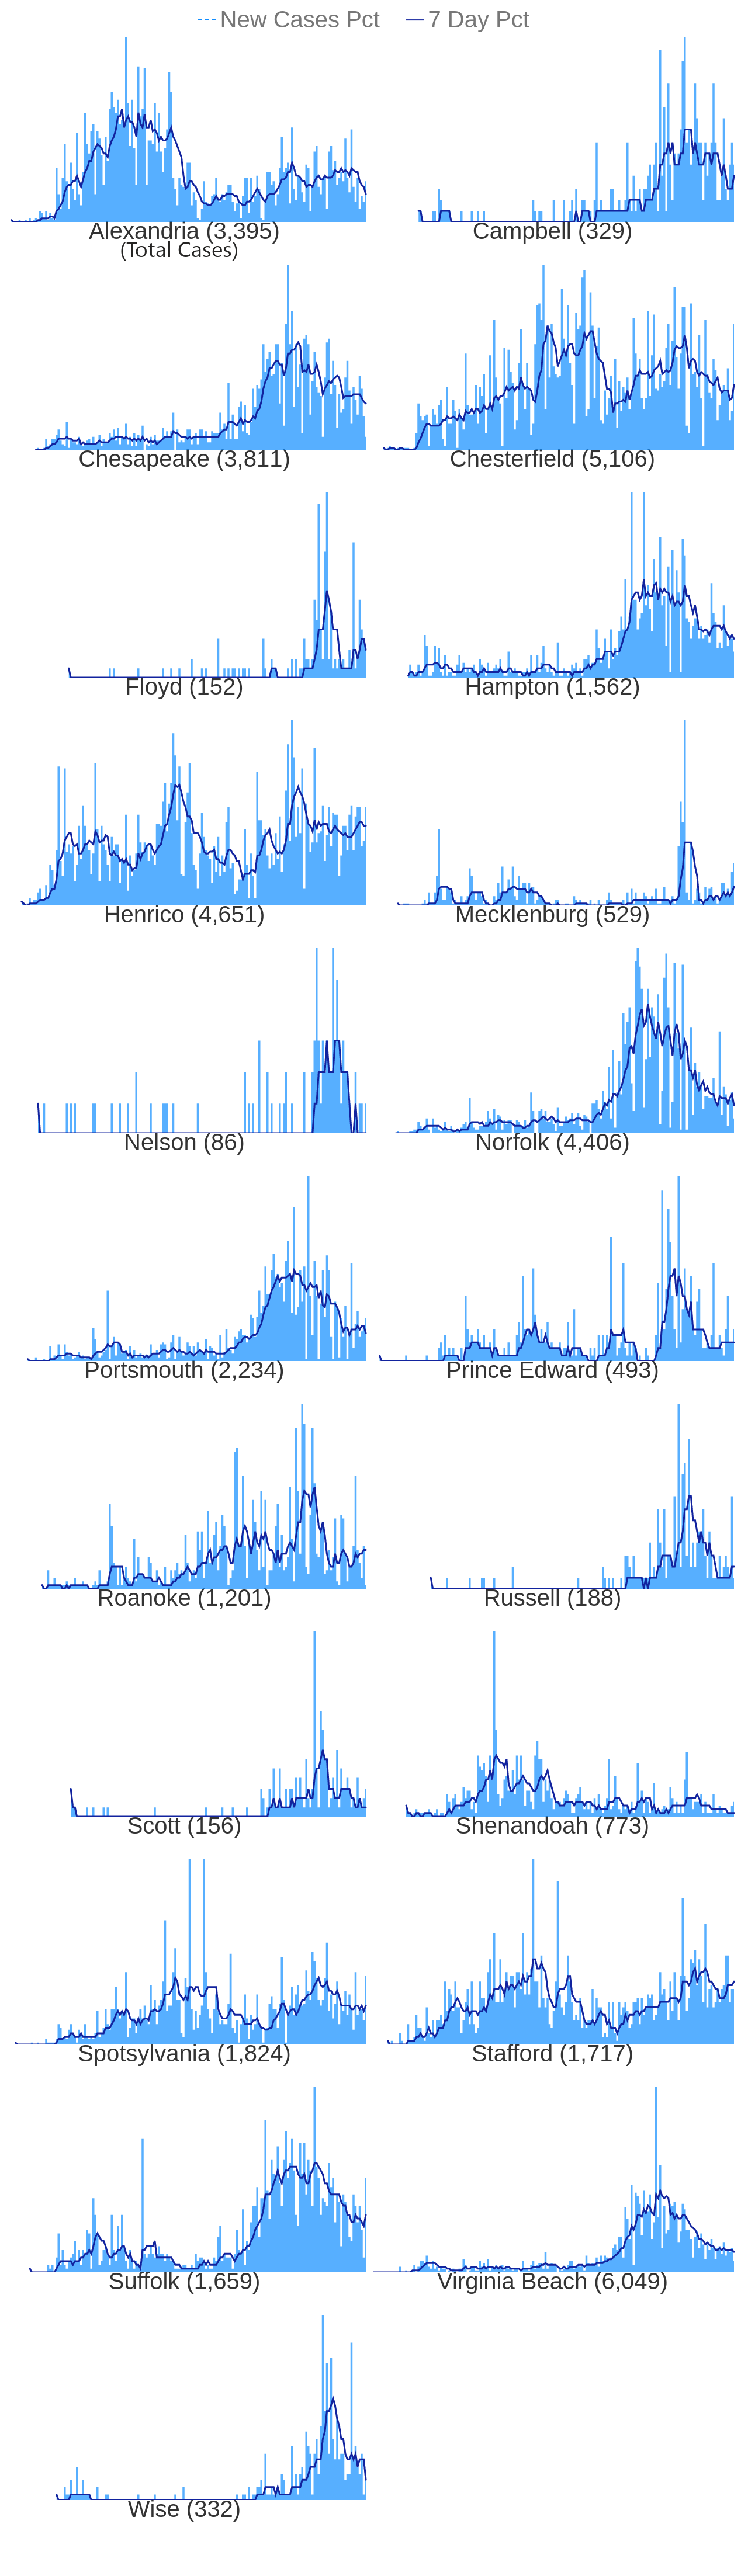 New Cases Pct 7 Day Pct
Alexandria (3,395) Campbell (329)
(Total Cases)
Chesapeake (3,811) Chesterfield (5,106)
Floyd (152) Hampton (1,562)
Henrico (4,651) Mecklenburg (529)
Nelson (86) Norfolk (4,406)
Portsmouth (2,234) Prince Edward (493)
Roanoke (1,201) Russell (188)
Scott (156) Shenandoah (773)
Spotsylvania (1,824) Stafford (1,717)
Suffolk (1,659) Virginia Beach (6,049)
Wise (332)